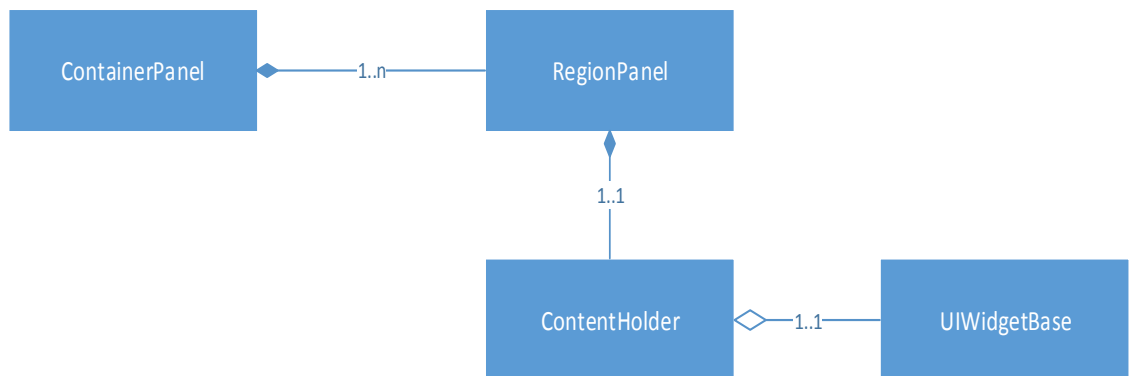 ContainerPanel
1..n
RegionPanel
1..1
ContentHolder
1..1
UIWidgetBase